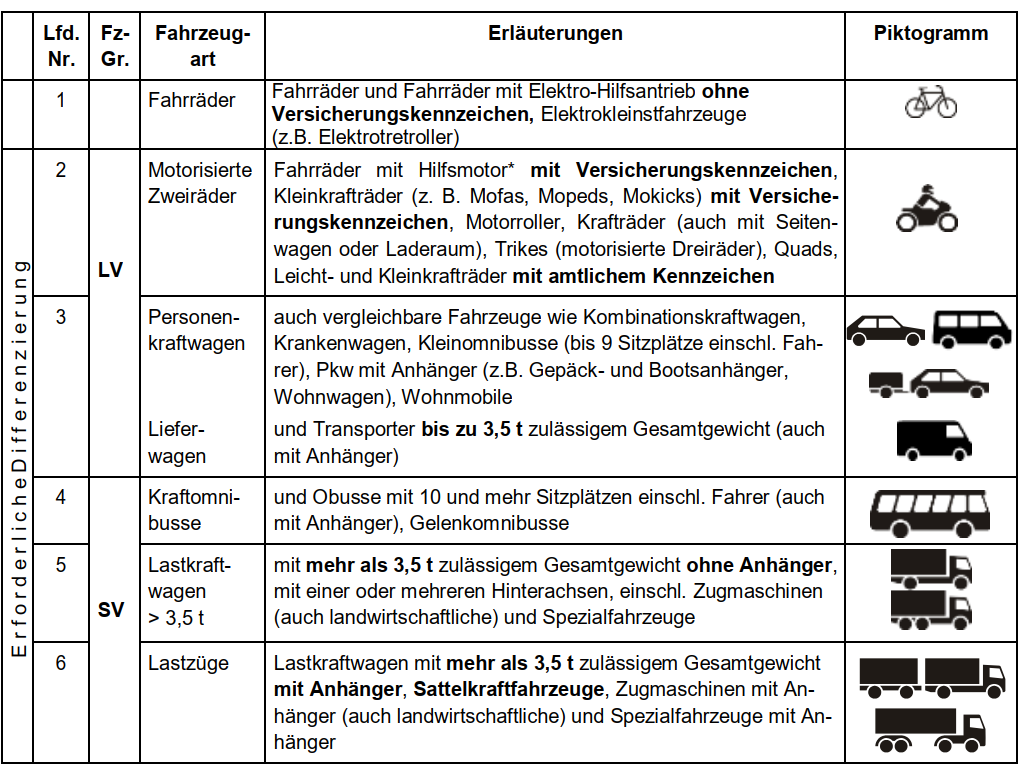 Lfd. Nr.
Fz-Gr.
Fahrzeug-
art
Erläuterungen
Piktogramm
1
Fahrräder
Fahrräder und Fahrräder mit Elektro-Hilfsantrieb ohne
Versicherungskennzeichen, Elektrokleinstfahrzeuge
(z.B. Elektrotretroller)
Erforderliche Differenzierung
2
LV
Motorisierte
Zweiräder
Fahrräder mit Hilfsmotor* mit Versicherungskennzeichen,
Kleinkrafträder (z. B. Mofas, Mopeds, Mokicks) mit Versiche-
rungskennzeichen, Motorroller, Krafträder (auch mit Seiten-
wagen oder Laderaum), Trikes (motorisierte Dreiräder), Quads,
Leicht- und Kleinkrafträder mit amtlichem Kennzeichen
3
Personen-
kraftwagen
auch vergleichbare Fahrzeuge wie Kombinationskraftwagen,
Krankenwagen, Kleinomnibusse (bis 9 Sitzplätze einschl. Fah-
rer), Pkw mit Anhänger (z.B. Gepäck- und Bootsanhänger,
Wohnwagen), Wohnmobile
Liefer-
wagen
und Transporter bis zu 3,5 t zulässigem Gesamtgewicht (auch
mit Anhänger)
4
SV
Kraftomni-
busse
und Obusse mit 10 und mehr Sitzplätzen einschl. Fahrer (auch
mit Anhänger), Gelenkomnibusse
5
Lastkraft-
wagen
> 3,5 t
mit mehr als 3,5 t zulässigem Gesamtgewicht ohne Anhänger,
mit einer oder mehreren Hinterachsen, einschl. Zugmaschinen
(auch landwirtschaftliche) und Spezialfahrzeuge
6
Lastzüge
Lastkraftwagen mit mehr als 3,5 t zulässigem Gesamtgewicht
mit Anhänger, Sattelkraftfahrzeuge, Zugmaschinen mit An-
hänger (auch landwirtschaftliche) und Spezialfahrzeuge mit An-
hänger